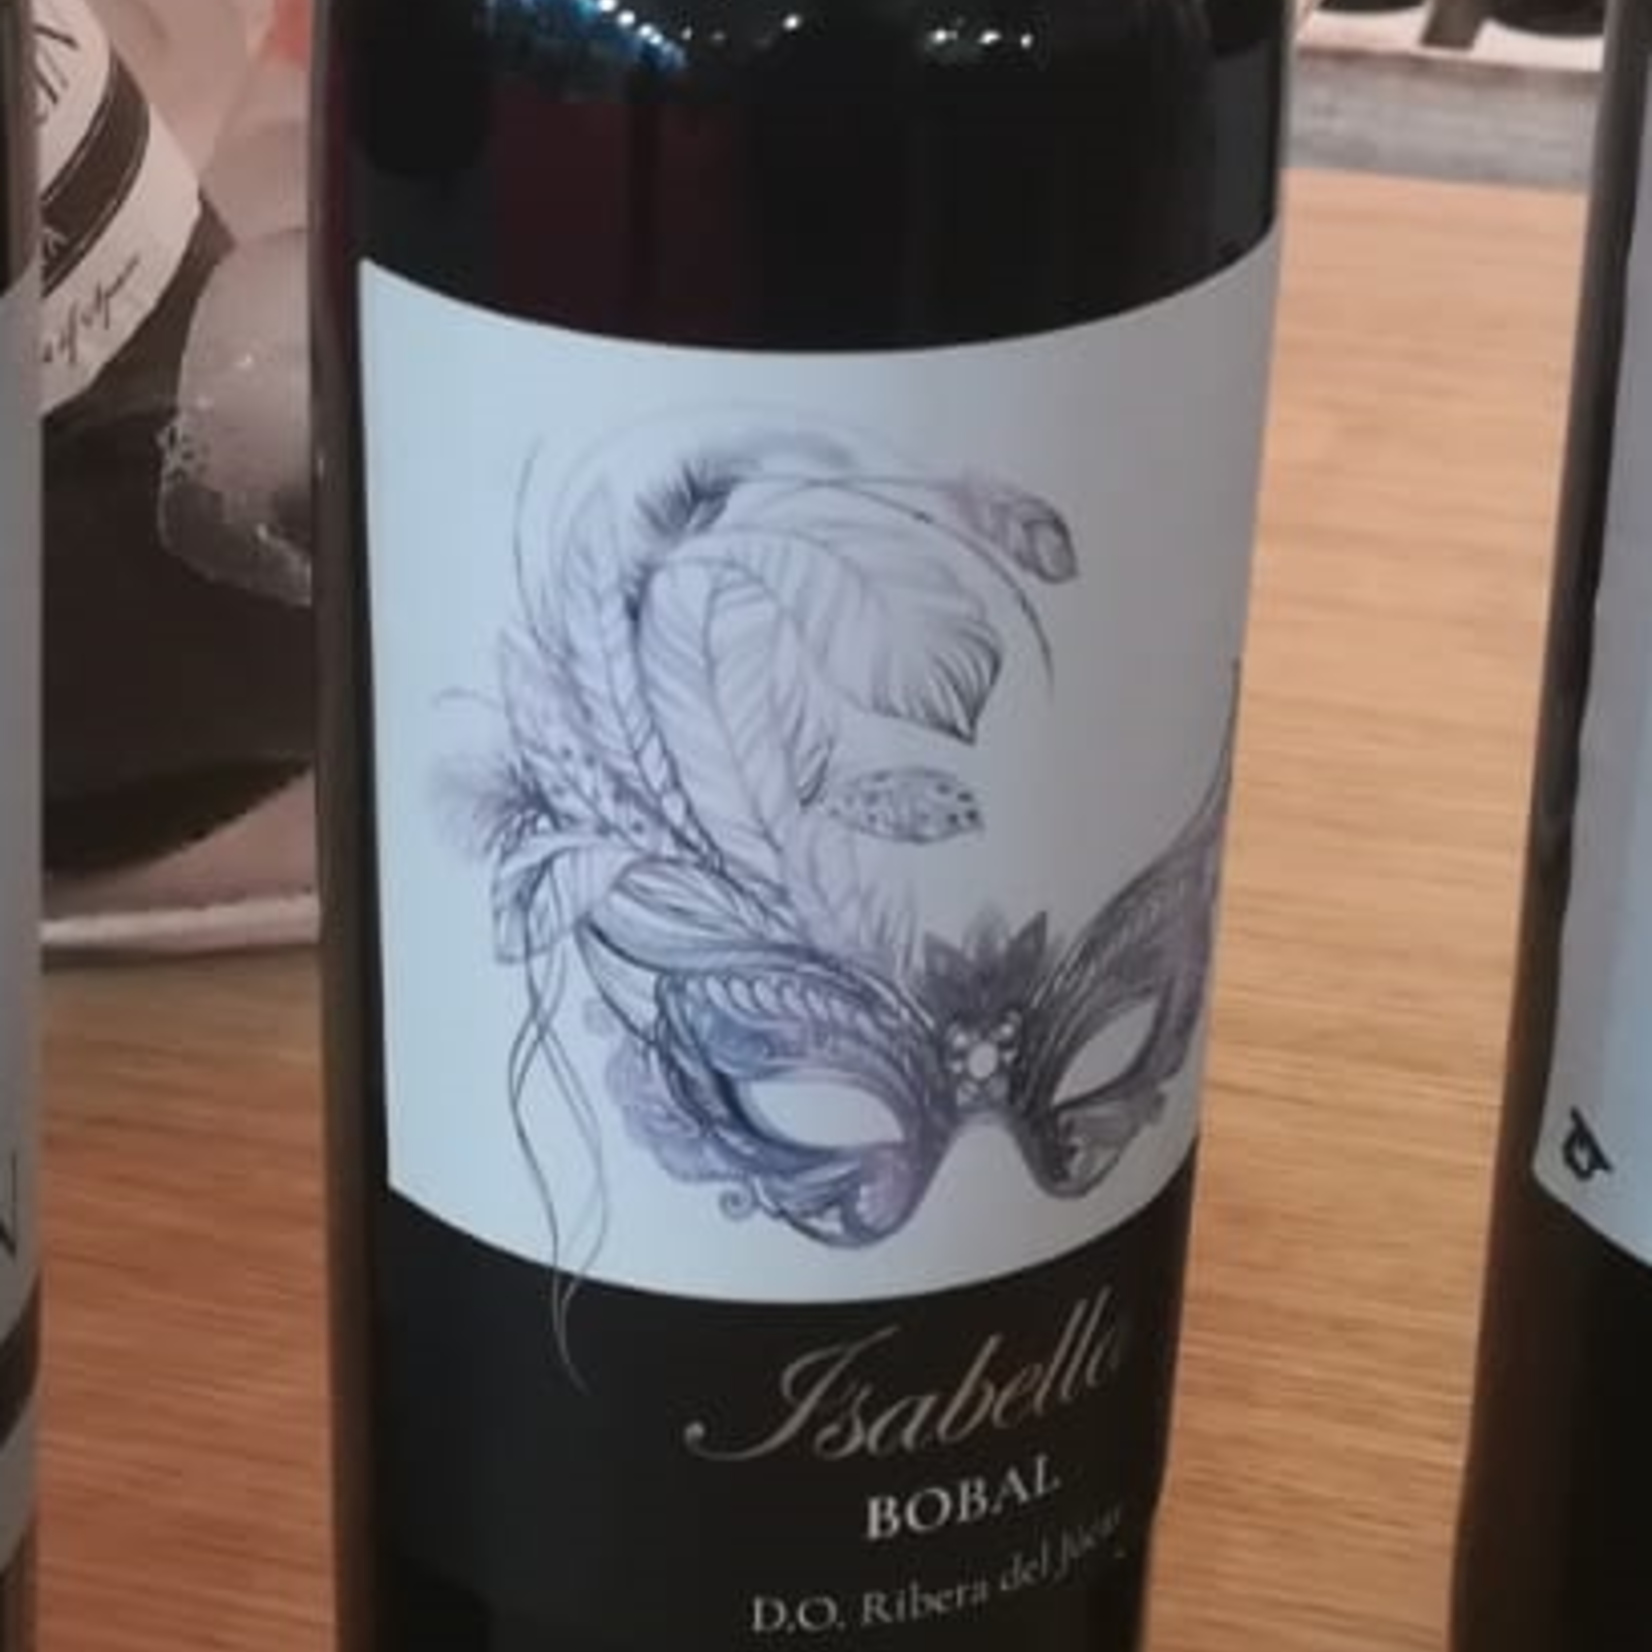 Isabella
BOBAL
D.O. Ribera del Júcar